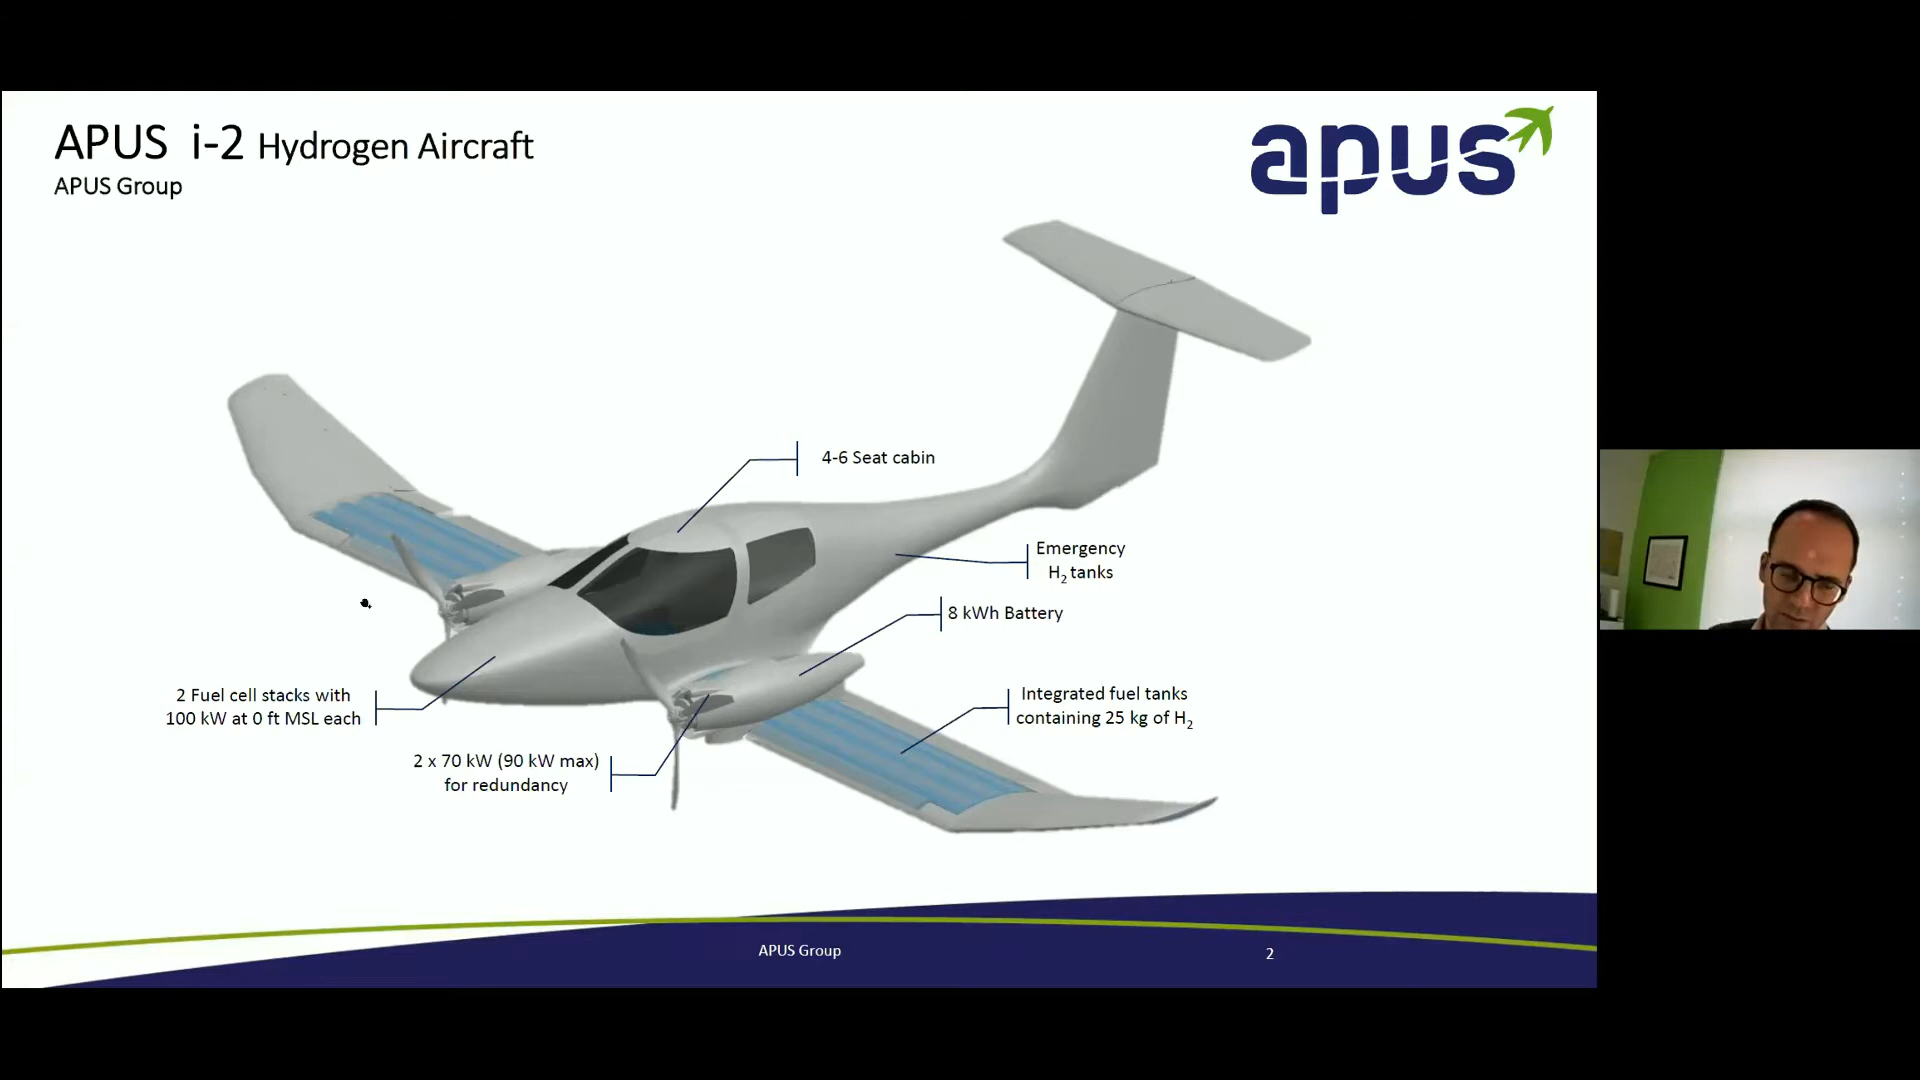 APUS i-2 Hydrogen Aircraft
APUS Group
apus
4-6 Seat cabin
Emergency
H₂ tanks
8 kWh Battery
2 Fuel cell stacks with
100 kW at 0 ft MSL each
Integrated fuel tanks
containing 25 kg of H₂
2 x 70 kW (90 kW max)
for redundancy
APUS Group
2